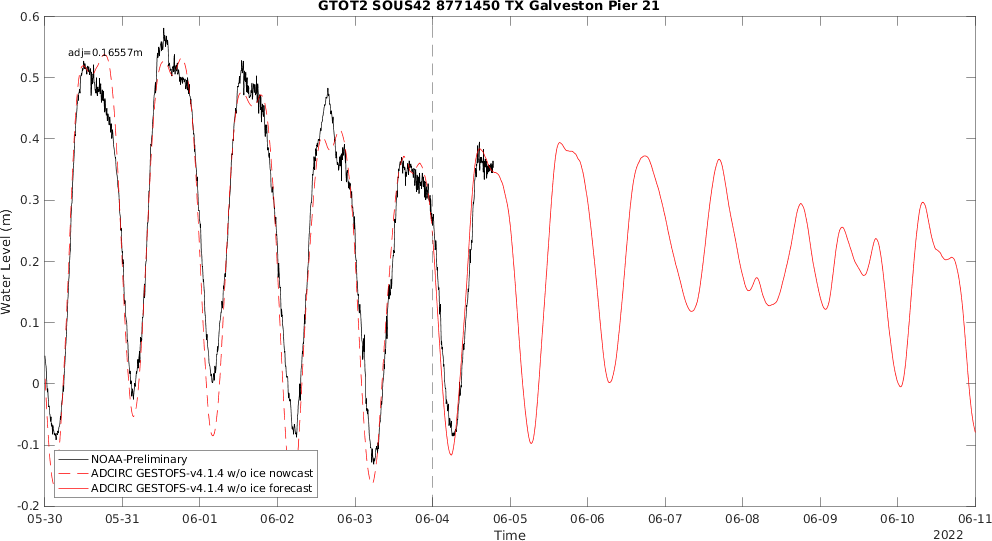 GTOT2 SOUS42 8771450 TX Galveston Pier 21
0.6
adj=0.16557m
0.5
0.4
0.3
0.2
0.1
0
-0.1
-0.2
Water Level (m)
NOAA-Preliminary
ADCIRC GESTOFS-v4.1.4 w/o ice nowcast
ADCIRC GESTOFS-v4.1.4 w/o ice forecast
05-30 05-31 06-01 06-02 06-03 06-04 06-05 06-06 06-07 06-08 06-09 06-10 06-11
Time
2022